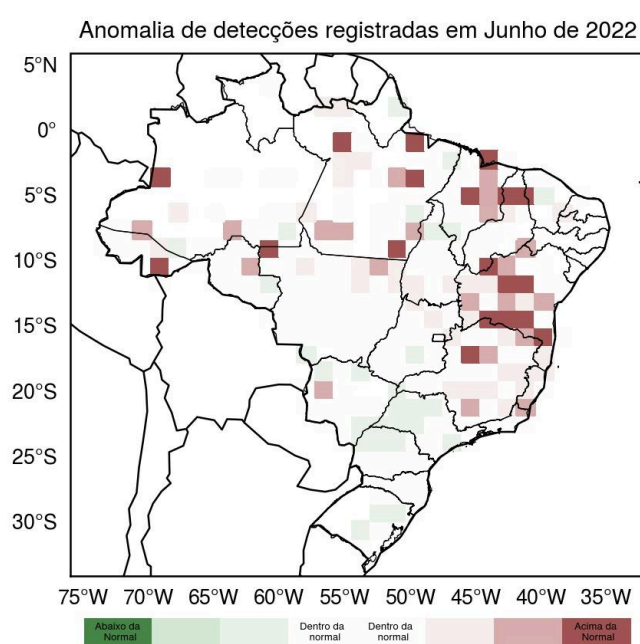 Anomalia de detecções registradas em Junho de 2022
5°N
0°
5°S
10°S
15°S
20°S
25°S
30°S
75°W 70°W 65°W 60°W 55°W 50°W 45°W 40°W 35°W
Abaixo da Dentro da Dentro da Acima da
Normal normal normal Normal